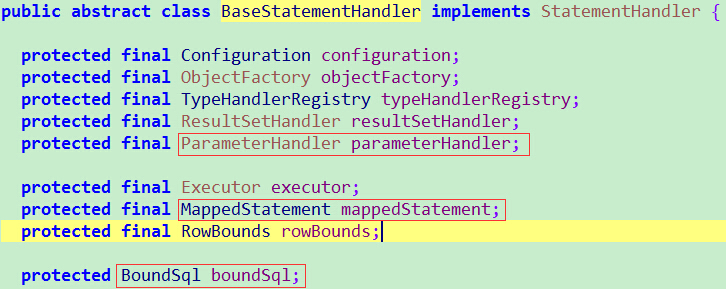 public abstract class BaseStatementHandler implements StatementHandler {
protected final Configuration configuration;
protected final ObjectFactory objectFactory;
protected final TypeHandlerRegistry typeHandlerRegistry;
protected final ResultSetHandler resultSetHandler;
protected final ParameterHandler parameterHandler;
protected final Executor executor;
protected final MappedStatement mappedStatement;
protected final RowBounds rowBounds;
protected BoundSql boundSql;